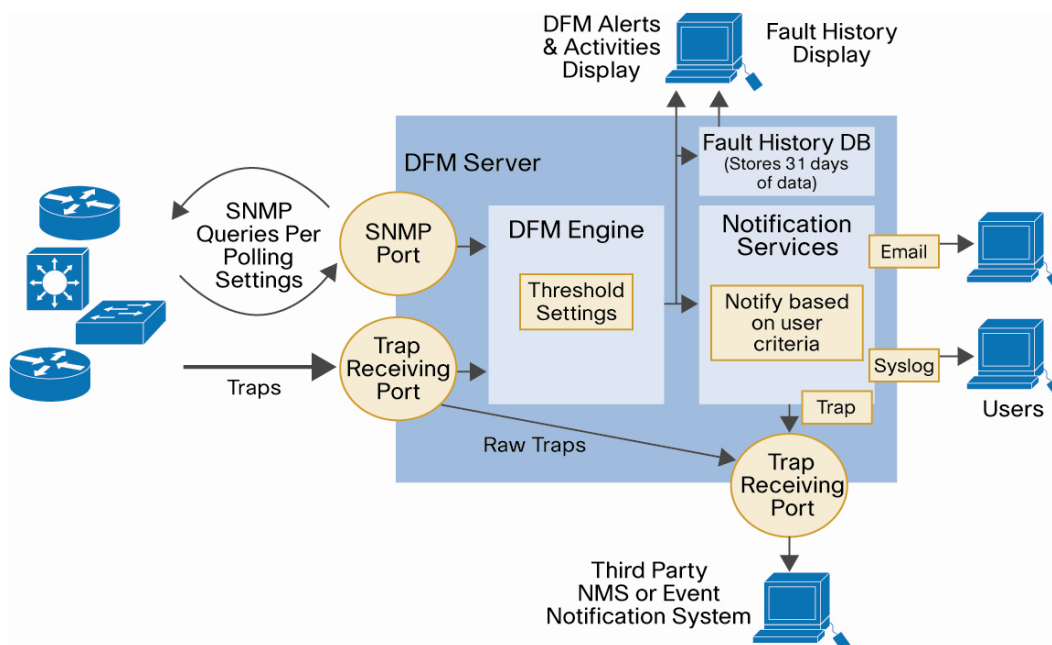 DFM Alerts
& Activities
Display
Fault History
Display
DFM Server
Fault History DB
(Stores 31 days
of data)
SNMP
Queries Per
Polling
Settings
SNMP
Port
DFM Engine
Threshold
Settings
Notification
Services
Notify based
on user
criteria
Email
Syslog
Users
Trap
Receiving
Port
Traps
Raw Traps
Trap
Trap
Receiving
Port
Third Party
NMS or Event
Notification System